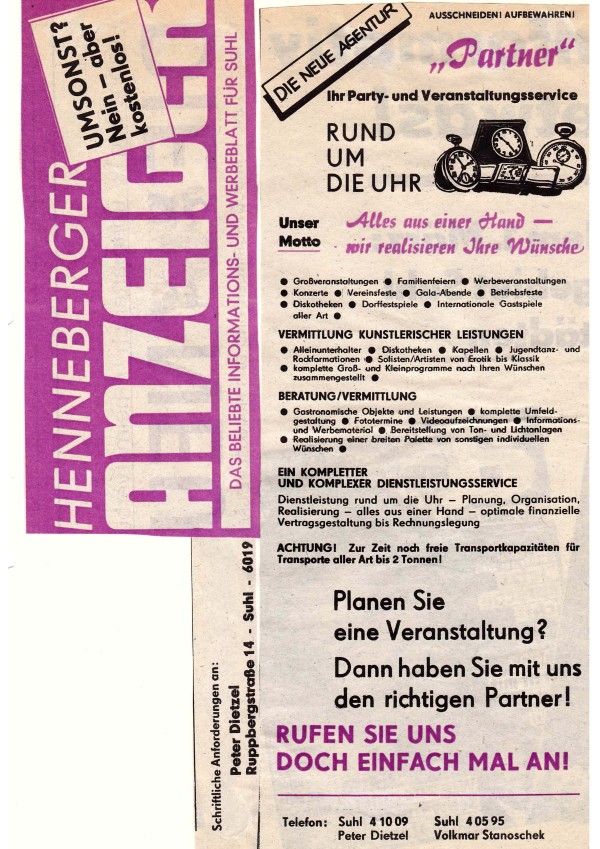 UMSONST?
Nein – aber
kostenlos!
HENNEBERGER
ANZEIGER
DAS BELIEBTE INFORMATIONS- UND WERBEBLATT FÜR SUHL
AUSSCHNEIDEN! AUFBEWAHREN!
DIE NEUE AGENTUR
„Partner“
Ihr Party- und Veranstaltungsservice
RUND
UM
DIE UHR
Unser
Motto
Alles aus einer Hand —
wir realisieren Ihre Wünsche
● Großveranstaltungen ● Familienfeiern ● Werbeveranstaltungen
● Konzerte ● Vereinsfeste ● Gala-Abende ● Betriebsfeste
● Diskotheken ● Dorffestspiele ● Internationale Gastspiele
aller Art ●
VERMITTLUNG KUNSTLERISCHER LEISTUNGEN
● Alleinunterhalter ● Diskotheken ● Kapellen ● Jugendtanz- und
Rockformationen ● Solisten/Artisten von Erotik bis Klassik
● komplette Groß- und Kleinprogramme nach Ihren Wünschen
zusammengestellt ●
BERATUNG/VERMITTLUNG
● Gastronomische Objekte und Leistungen ● komplette Umfeld-
gestaltung ● Fototermine ● Videoaufzeichnungen ● Informations-
und Werbematerial ● Bereitstellung von Ton- und Lichtanlagen
● Realisierung einer breiten Palette von sonstigen individuellen
Wünschen ●
EIN KOMPLETTER
UND KOMPLEXER DIENSTLEISTUNGSSERVICE
Dienstleistung rund um die Uhr – Planung, Organisation,
Realisierung – alles aus einer Hand – optimale finanzielle
Vertragsgestaltung bis Rechnungslegung
ACHTUNG! Zur Zeit noch freie Transportkapazitäten für
Transporte aller Art bis 2 Tonnen!
Planen Sie
eine Veranstaltung?
Dann haben Sie mit uns
den richtigen Partner!
RUFEN SIE UNS
DOCH EINFACH MAL AN!
Telefon: Suhl 4 10 09 Suhl 4 05 95
Peter Dietzel Volkmar Stanoschek
Schriftliche Anforderungen an:
Peter Dietzel
Ruppbergstraße 14 - Suhl - 6019